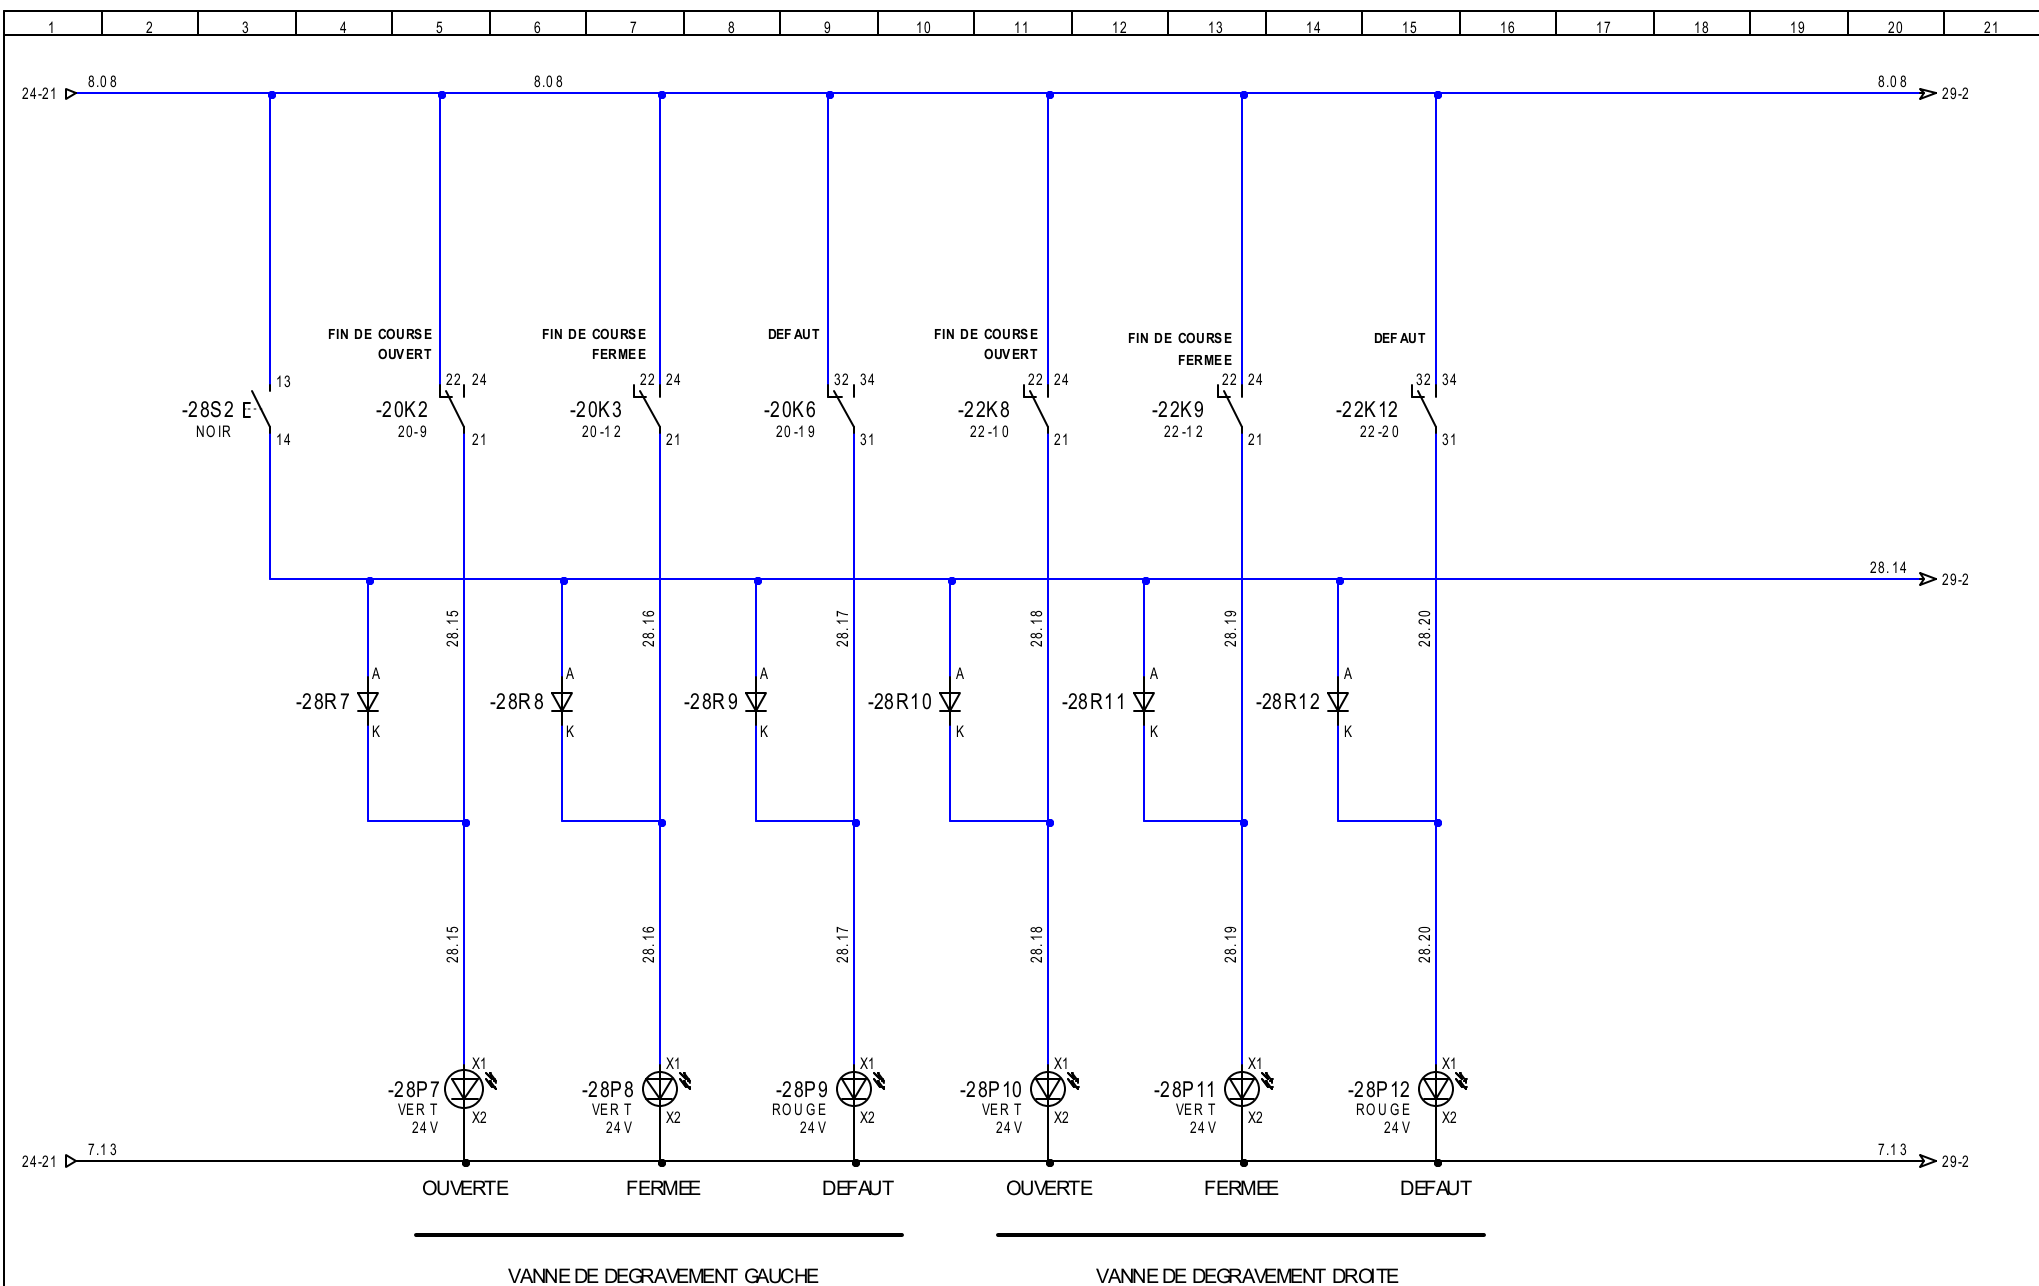 1 2 3 4 5 6 7 8 9 10 11 12 13 14 15 16 17 18 19 20 21
8.08 8.08 8.08
24-21 29-2
FIN DE COURSE FIN DE COURSE DEFAUT FIN DE COURSE FIN DE COURSE DEFAUT
OUVERT FERMEE OUVERT FERMEE
13 22 24 22 24 32 34 22 24 22 24 32 34
-28S2 -20K2 -20K3 -20K6 -22K8 -22K9 -22K12
NOIR 20-9 20-12 20-19 22-10 22-12 22-20
14 21 21 31 21 21 31
28.14
29-2
28.15 28.16 28.17 28.18 28.19 28.20
A A A A A A
-28R7 -28R8 -28R9 -28R10 -28R11 -28R12
K K K K K K
28.15 28.16 28.17 28.18 28.19 28.20
X1 X1 X1 X1 X1 X1
-28P7 -28P8 -28P9 -28P10 -28P11 -28P12
VERT VERT ROUGE VERT VERT ROUGE
X2 X2 X2 X2 X2 X2
24V 24V 24V 24V 24V 24V
7.13 7.13
24-21 29-2
OUVERTE FERMEE DEFAUT OUVERTE FERMEE DEFAUT
VANNE DE DEGRAVEMENT GAUCHE VANNE DE DEGRAVEMENT DROITE